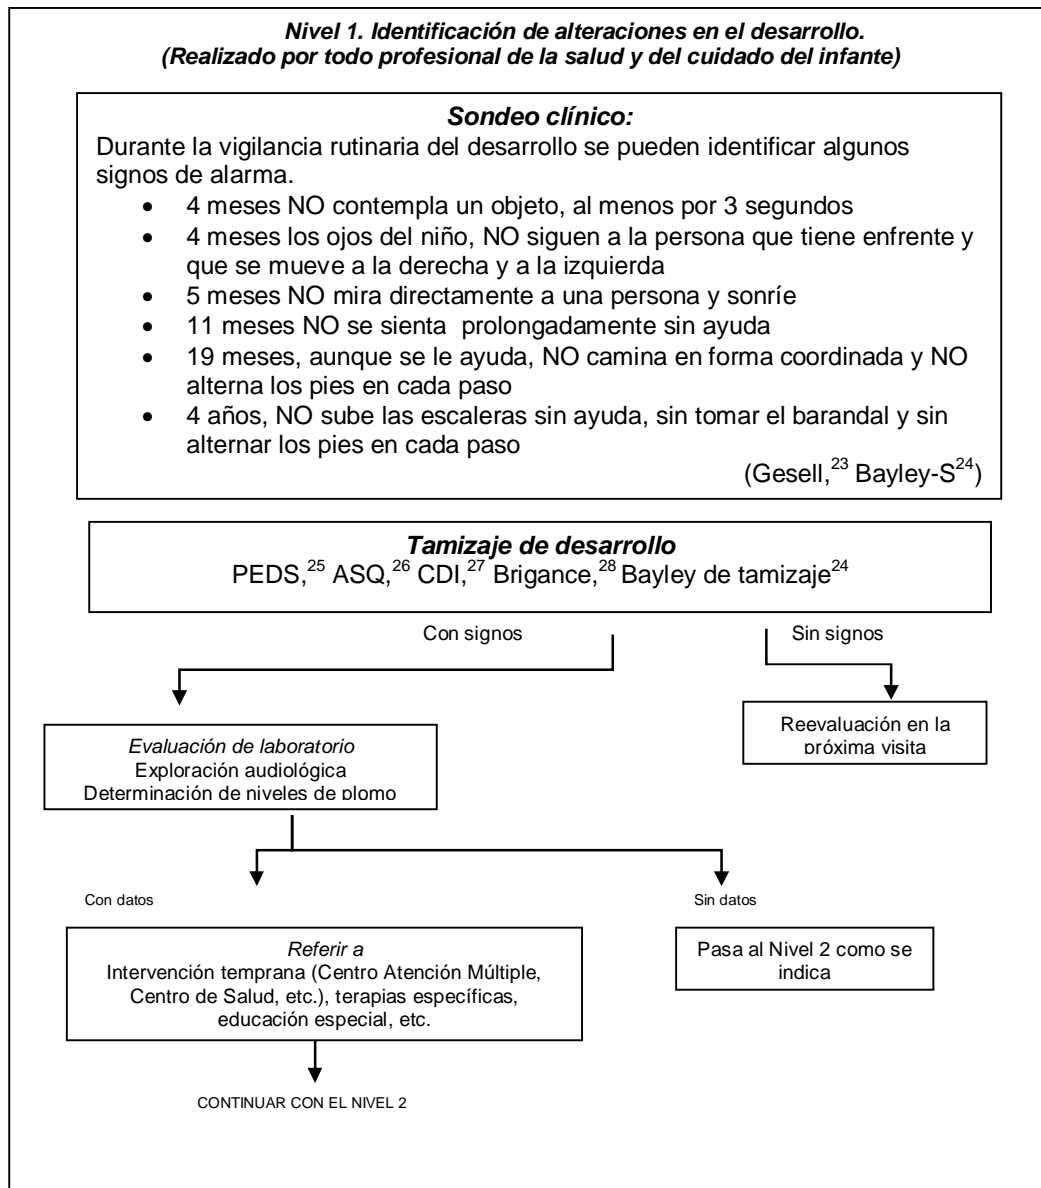 Nivel 1. Identificación de alteraciones en el desarrollo.
(Realizado por todo profesional de la salud y del cuidado del infante)
Sondeo clínico:
Durante la vigilancia rutinaria del desarrollo se pueden identificar algunos
signos de alarma.
• 4 meses NO contempla un objeto, al menos por 3 segundos
• 4 meses los ojos del niño, NO siguen a la persona que tiene enfrente y
que se mueve a la derecha y a la izquierda
• 5 meses NO mira directamente a una persona y sonríe
• 11 meses NO se sienta prolongadamente sin ayuda
• 19 meses, aunque se le ayuda, NO camina en forma coordinada y NO
alterna los pies en cada paso
• 4 años, NO sube las escaleras sin ayuda, sin tomar el barandal y sin
alternar los pies en cada paso
(Gesell,23 Bayley-S24)
Tamizaje de desarrollo
PEDS,25 ASQ,26 CDI,27 Brigance,28 Bayley de tamizaje24
Con signos
Sin signos
Evaluación de laboratorio
Exploración audiológica
Determinación de niveles de plomo
Reevaluación en la
próxima visita
Con datos
Sin datos
Referir a
Intervención temprana (Centro Atención Múltiple,
Centro de Salud, etc.), terapias específicas,
educación especial, etc.
Pasa al Nivel 2 como se
indica
CONTINUAR CON EL NIVEL 2